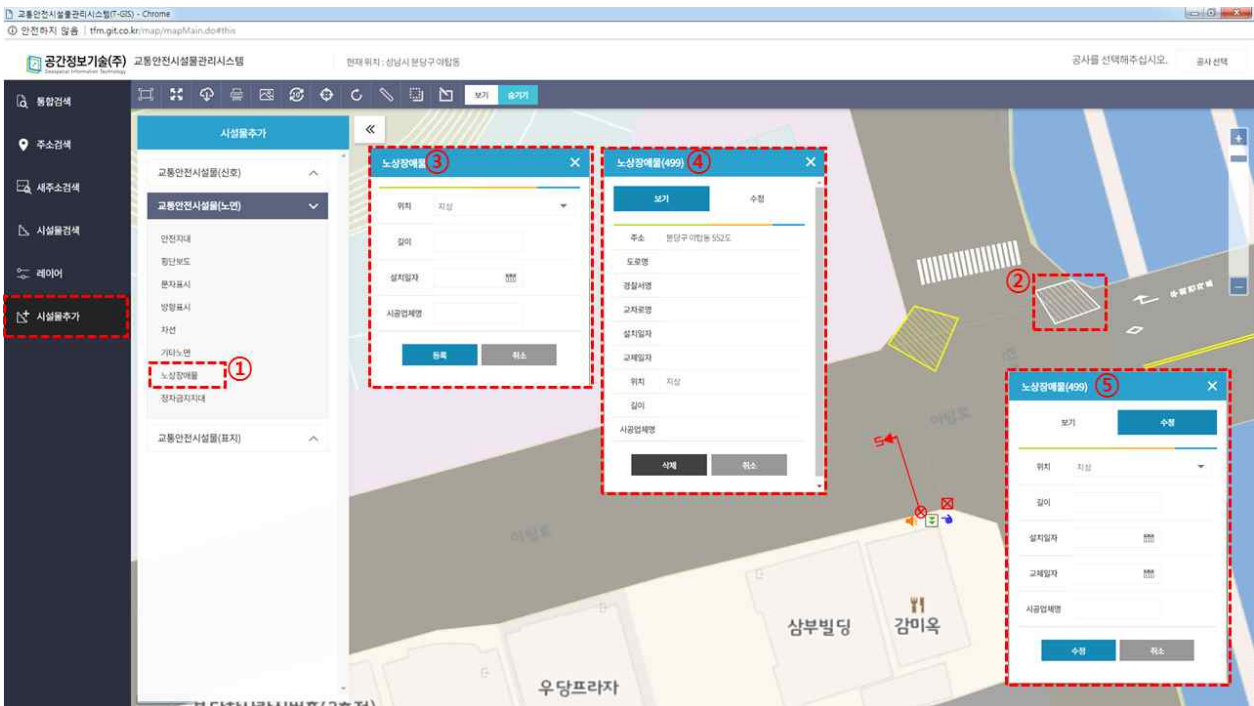 교통안전시설물관리시스템(T-GIS) - Chrome
안전하지 않음 | tfm.git.co.kr/map/mapMain.do#this
공간정보기술(주) 교통안전시설물관리시스템
Geospatial Information Technology
현재 위치 : 성남시 분당구 야탑동
공사를 선택해주십시오. 공사 선택
보기 숨기기
통합검색
주소검색
새주소검색
시설물검색
레이어
시설물추가
시설물추가
교통안전시설물(신호)
교통안전시설물(노면)
안전지대
횡단보도
문자표시
방향표시
차선
기타노면
노상장애물 ①
정차금지지대
교통안전시설물(표지)
노상장애물 ③
위치 지상
길이
설치일자
시공업체명
등록 취소
노상장애물(499) ④
보기 수정
주소 분당구 야탑동 552도
도로명
경찰서명
교차로명
설치일자
교체일자
위치 지상
길이
시공업체명
삭제 취소
②
노상장애물(499) ⑤
보기 수정
위치 지상
길이
설치일자
교체일자
시공업체명
수정 취소
야탑로
야탑로
삼부빌딩
감미옥
우당프라자